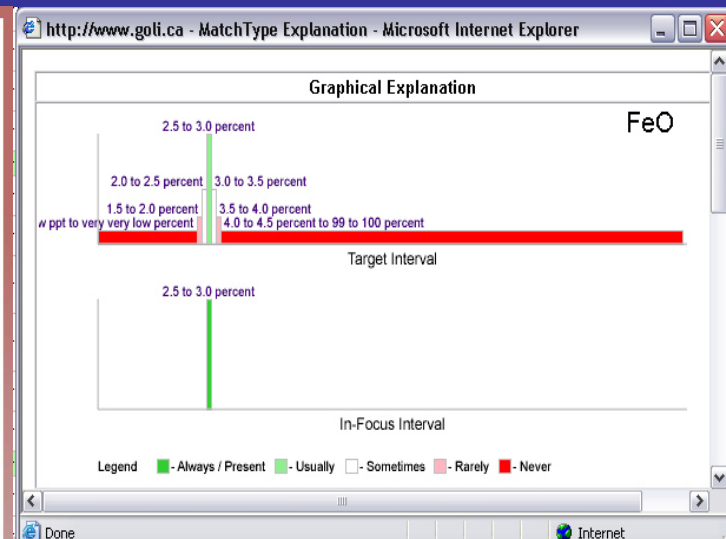 http://www.goli.ca - MatchType Explanation - Microsoft Internet Explorer
Graphical Explanation
FeO
2.5 to 3.0 percent
2.0 to 2.5 percent 3.0 to 3.5 percent
1.5 to 2.0 percent 3.5 to 4.0 percent
w ppt to very very low percent 4.0 to 4.5 percent to 99 to 100 percent
Target Interval
2.5 to 3.0 percent
In-Focus Interval
Legend - Always / Present - Usually - Sometimes - Rarely - Never
Done Internet